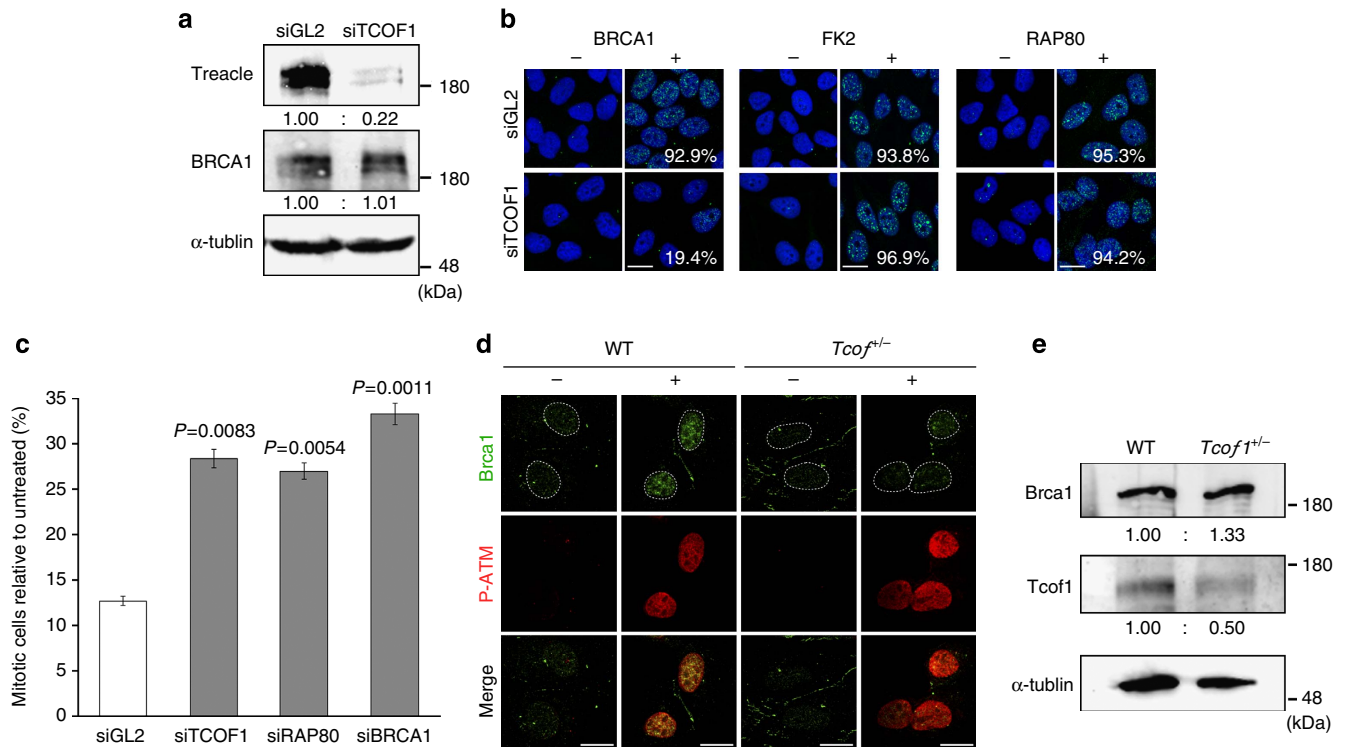 a
siGL2 siTCOF1
Treacle
180
1.00 : 0.22
BRCA1
180
1.00 : 1.01
α-tublin
48
(kDa)
b
BRCA1 FK2 RAP80
– + – + – +
siGL2
92.9% 93.8% 95.3%
siTCOF1
19.4% 96.9% 94.2%
c
Mitotic cells relative to untreated (%)
35
30
25
20
15
10
5
0
P=0.0083
P=0.0054
P=0.0011
siGL2 siTCOF1 siRAP80 siBRCA1
d
WT Tcof+/–
– + – +
Brca1
P-ATM
Merge
e
WT Tcof1+/–
Brca1
180
1.00 : 1.33
180
Tcof1
1.00 : 0.50
α-tublin
48
(kDa)